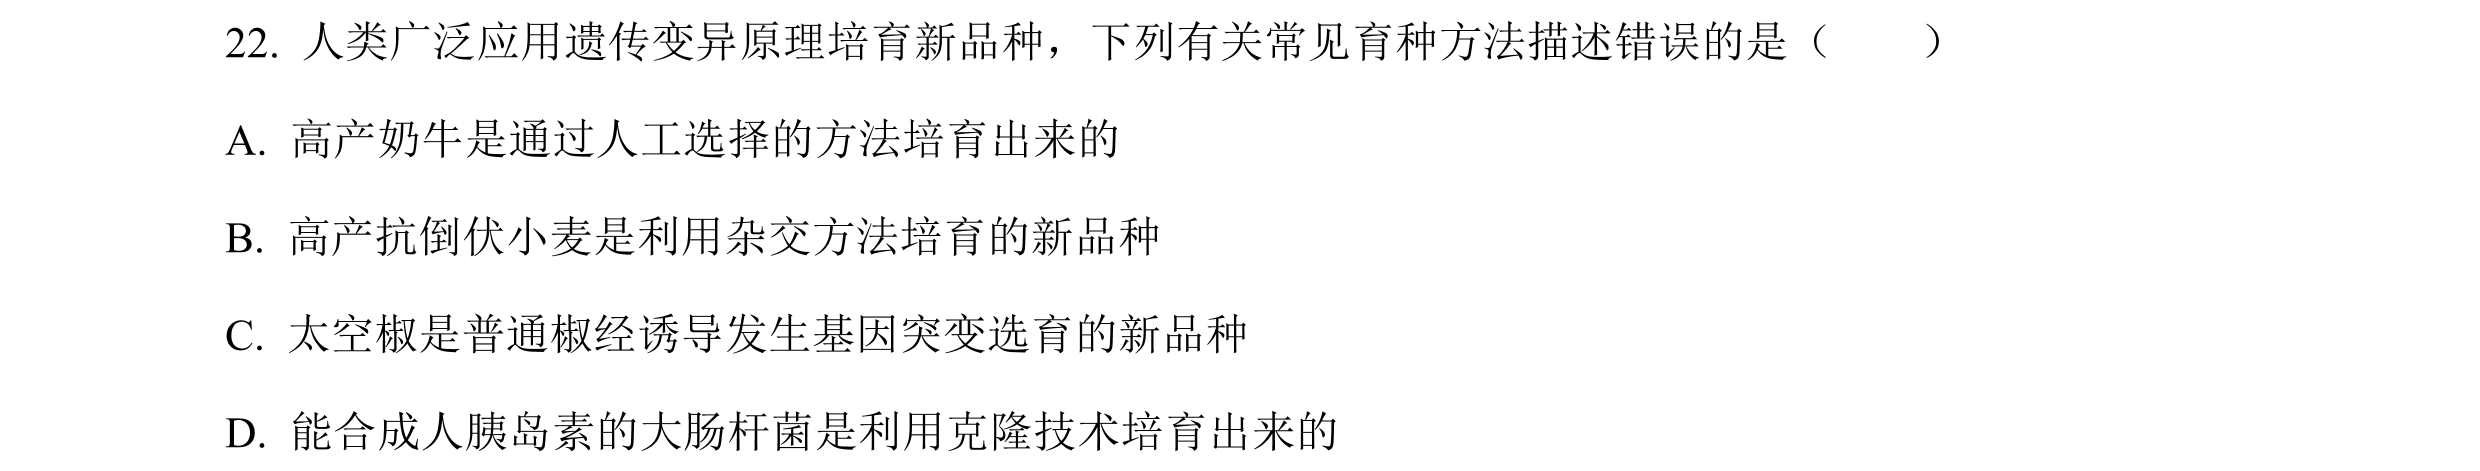 22. 人类广泛应用遗传变异原理培育新品种，下列有关常见育种方法描述错误的是（　　）
A. 高产奶牛是通过人工选择的方法培育出来的
B. 高产抗倒伏小麦是利用杂交方法培育的新品种
C. 太空椒是普通椒经诱导发生基因突变选育的新品种
D. 能合成人胰岛素的大肠杆菌是利用克隆技术培育出来的